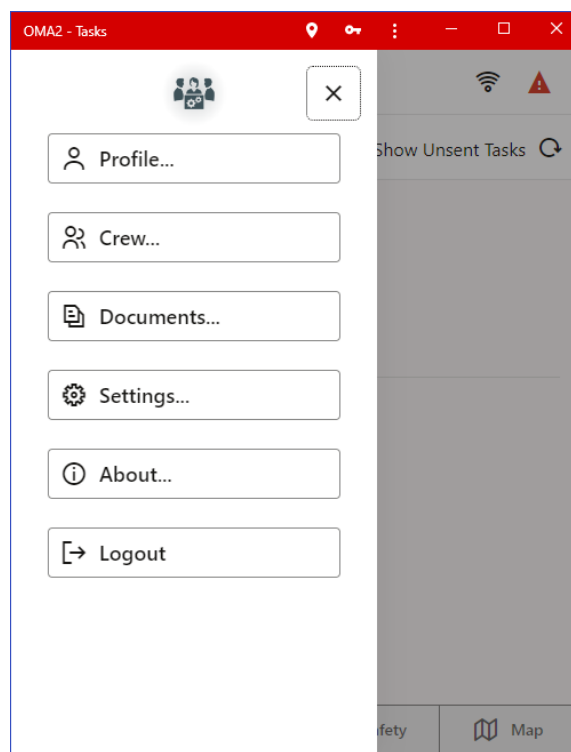 OMA2 - Tasks
Show Unsent Tasks
Profile...
Crew...
Documents...
Settings...
About...
Logout
Map